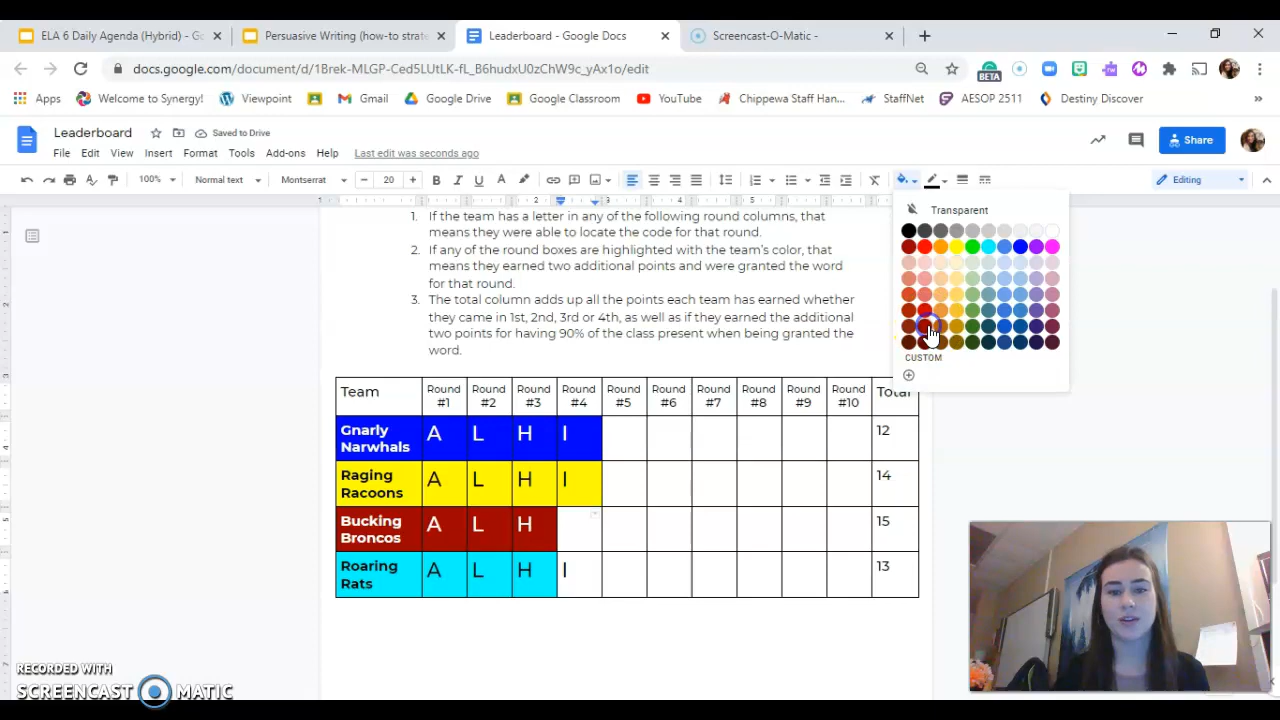 ELA 6 Daily Agenda (Hybrid) - Go
Persuasive Writing (how-to strate
Leaderboard - Google Docs
Screencast-O-Matic -
docs.google.com/document/d/1Brek-MLGP-Ced5LUtLK-fL_B6hudxU0zChW9c_yAx1o/edit
BETA
Apps
Welcome to Synergy!
Viewpoint
Gmail
Google Drive
Google Classroom
YouTube
Chippewa Staff Han...
StaffNet
AESOP 2511
Destiny Discover
Leaderboard
Saved to Drive
File Edit View Insert Format Tools Add-ons Help Last edit was seconds ago
Share
100% Normal text Montserrat 20 B I U A
Editing
Transparent
CUSTOM
1. If the team has a letter in any of the following round columns, that
means they were able to locate the code for that round.
2. If any of the round boxes are highlighted with the team's color, that
means they earned two additional points and were granted the word
for that round.
3. The total column adds up all the points each team has earned whether
they came in 1st, 2nd, 3rd or 4th, as well as if they earned the additional
two points for having 90% of the class present when being granted the
word.
Team Round #1 Round #2 Round #3 Round #4 Round #5 Round #6 Round #7 Round #8 Round #9 Round #10 Total
Gnarly Narwhals A L H I 12
Raging Racoons A L H I 14
Bucking Broncos A L H 15
Roaring Rats A L H I 13
RECORDED WITH
SCREENCAST MATIC